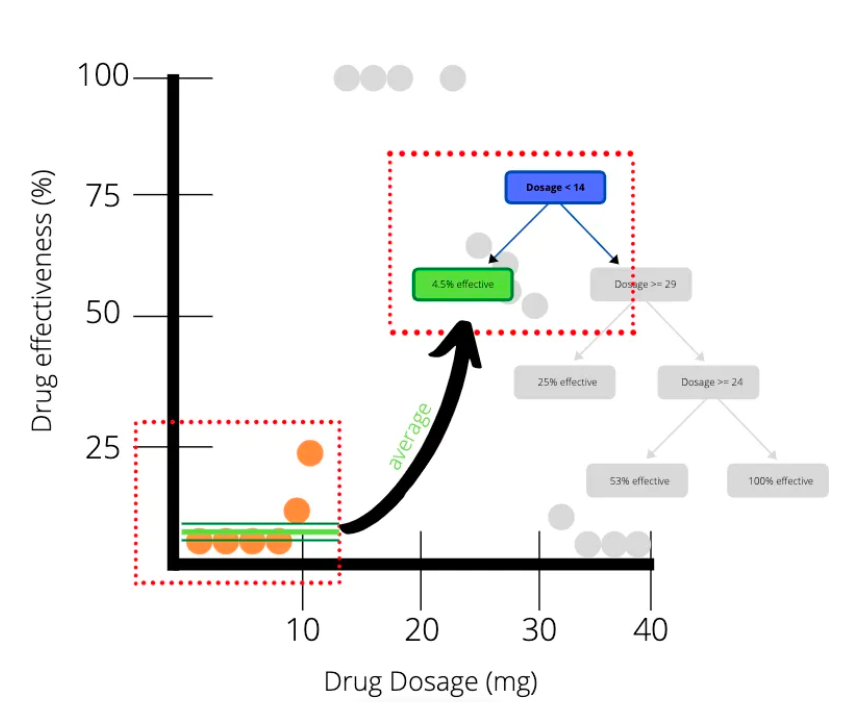 100
75
50
25
Drug effectiveness (%)
Dosage < 14
4.5% effective
Dosage >= 29
25% effective
Dosage >= 24
53% effective
100% effective
average
10
20
30
40
Drug Dosage (mg)